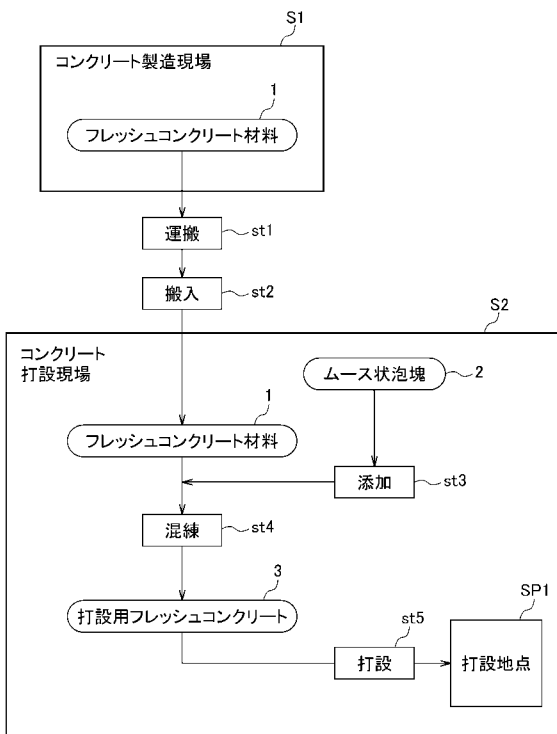 S1
コンクリート製造現場
1
フレッシュコンクリート材料
運搬
st1
搬入
st2
S2
コンクリート
打設現場
ムース状泡塊
2
1
フレッシュコンクリート材料
添加
st3
混練
st4
3
打設用フレッシュコンクリート
st5
打設
SP1
打設地点